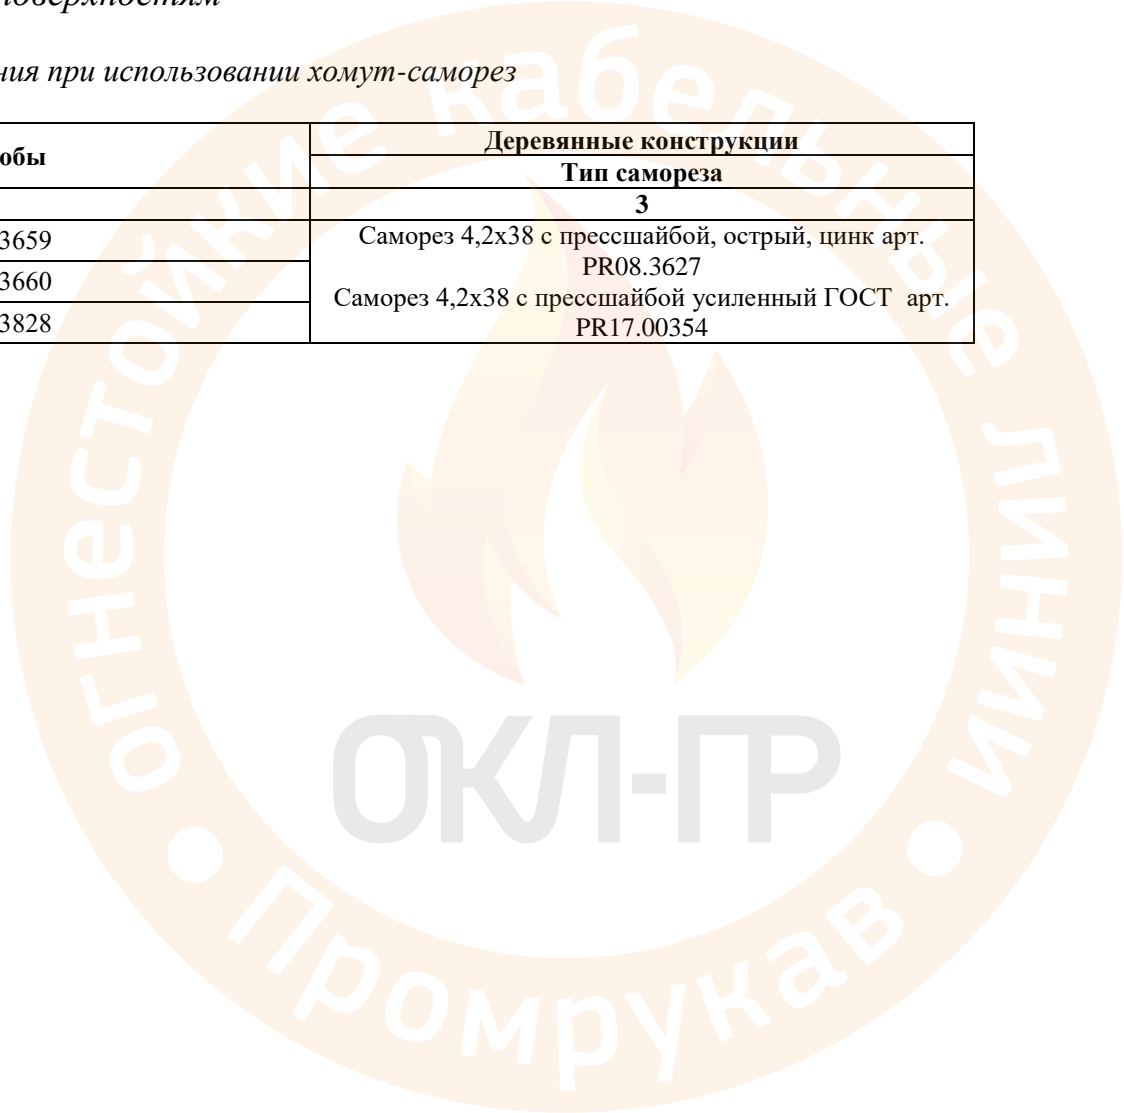 поверхностям
ния при использовании хомут-саморез
обы
Деревянные конструкции
Тип самореза
3
3659
3660
3828
Саморез 4,2х38 с прессшайбой, острый, цинк арт.
PR08.3627
Саморез 4,2х38 с прессшайбой усиленный ГОСТ арт.
PR17.00354
огнестойкие кабельные линии
ОКЛ-ПР
Промрукав